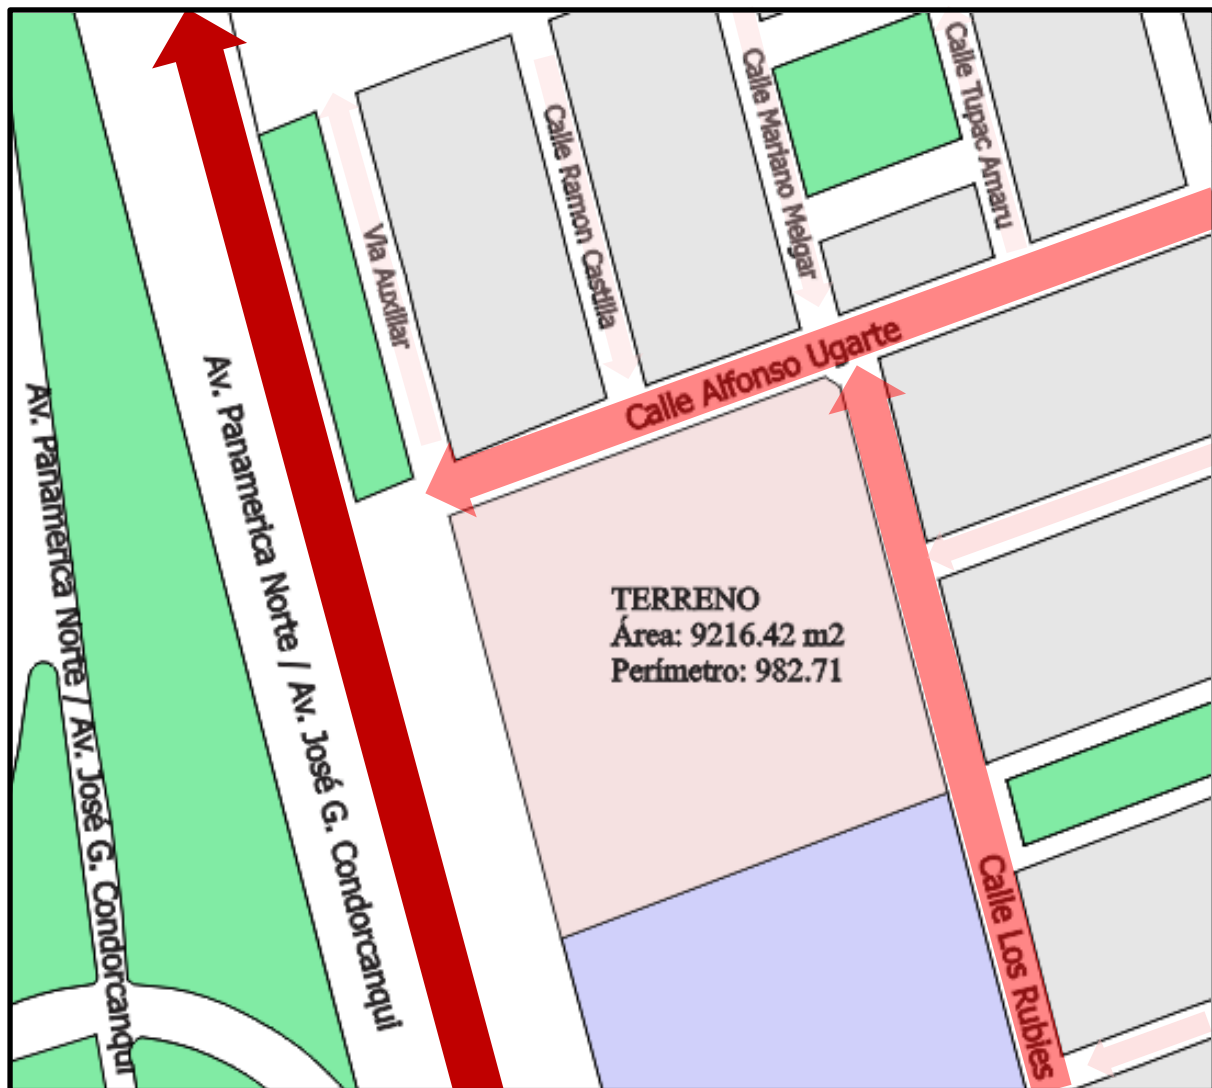 Calle Tupac Amaru
Calle Mariano Melgar
Calle Ramon Castilla
Vía Auxiliar
Calle Alfonso Ugarte
Av. Panamerica Norte / Av. José G. Condorcanqui
Av. Panamerica Norte / Av. José G. Condorcanqui
TERRENO
Área: 9216.42 m2
Perímetro: 982.71
Calle Los Rubies